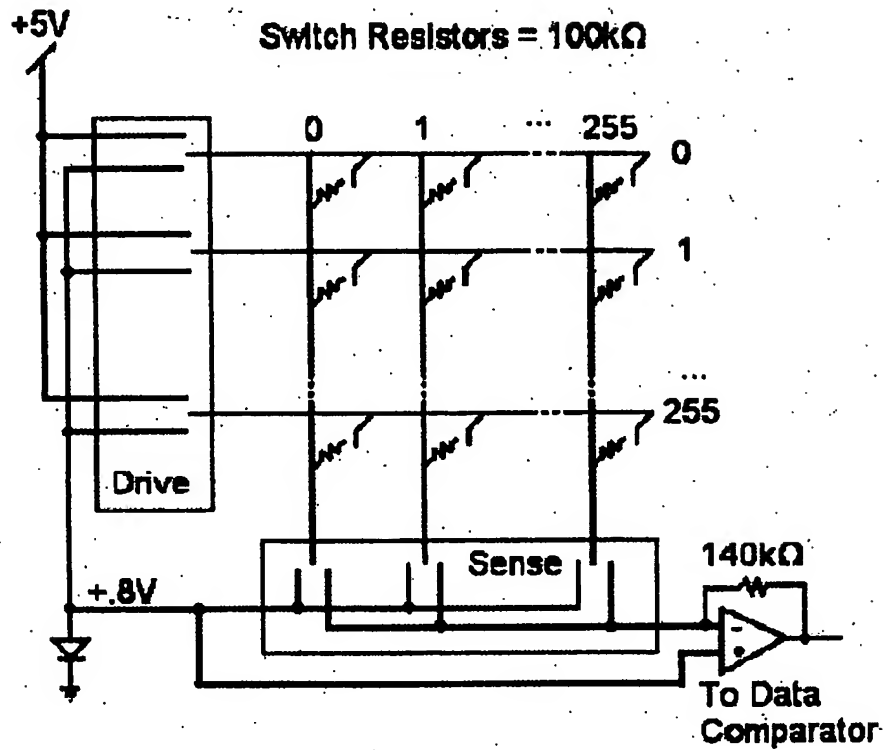 +5V
Switch Resistors = 100kΩ
0 1 ... 255
0
1
...
255
Drive
Sense
140kΩ
+.8V
-
+
To Data
Comparator